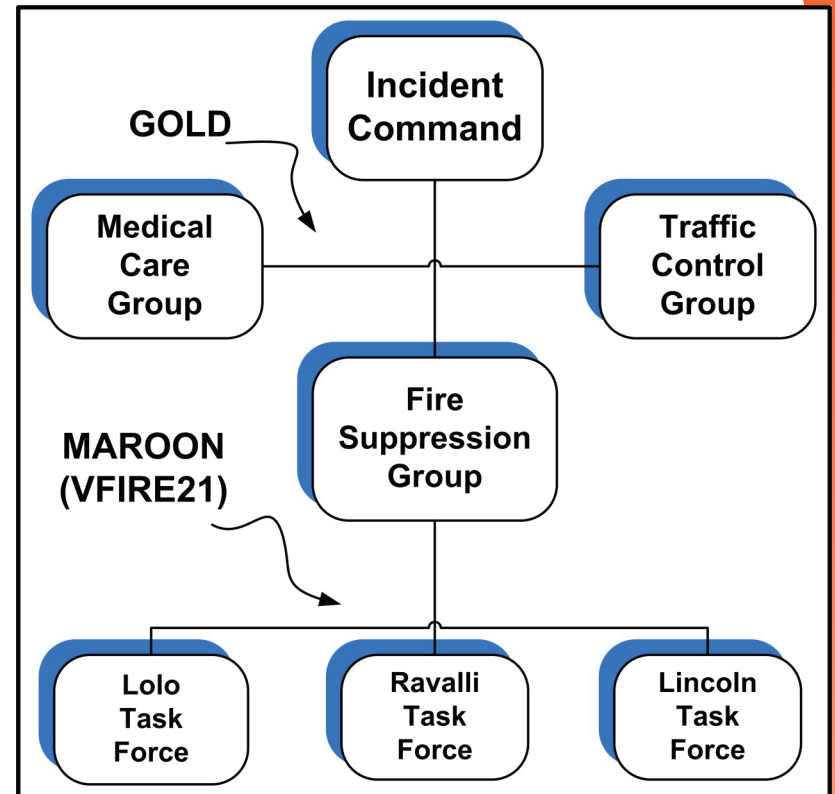 Incident
Command
GOLD
Medical
Care
Group
Traffic
Control
Group
Fire
Suppression
Group
MAROON
(VFIRE21)
Lolo
Task
Force
Ravalli
Task
Force
Lincoln
Task
Force